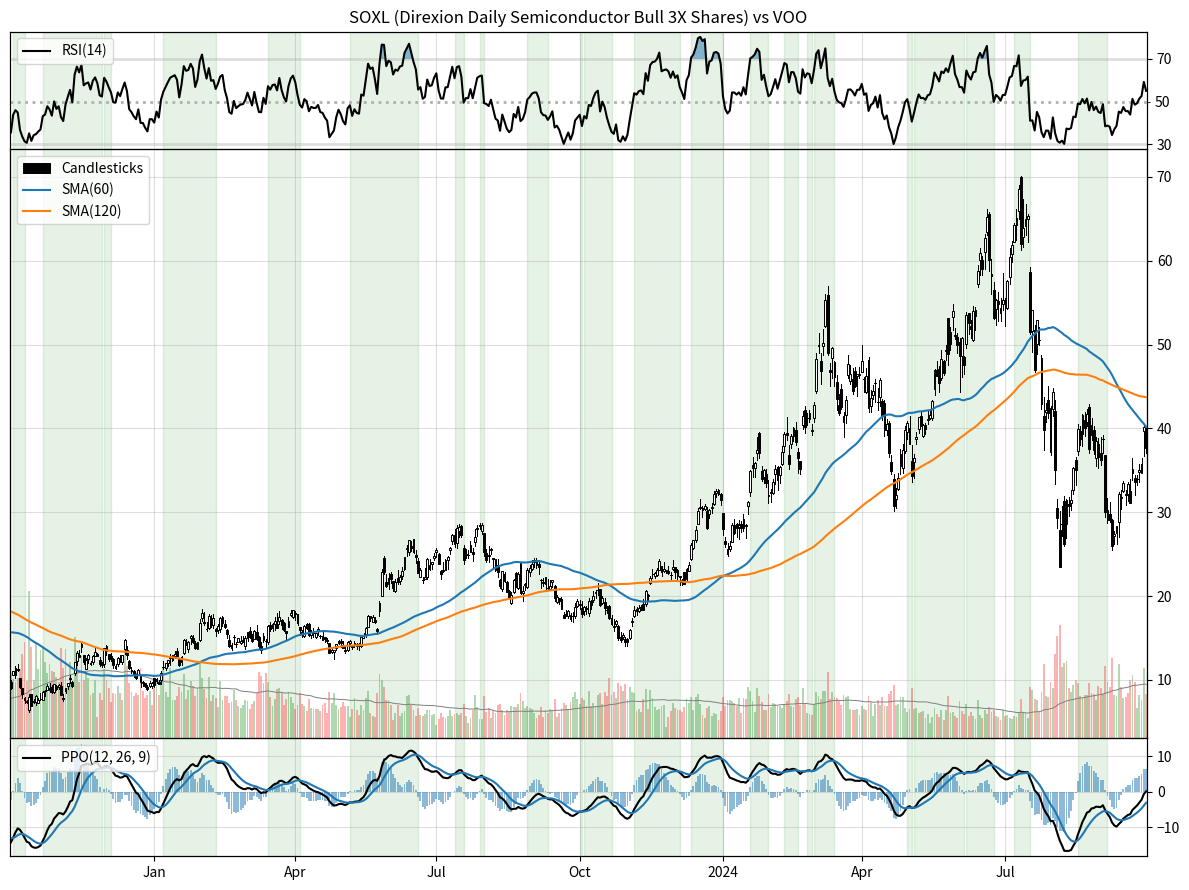 SOXL (Direxion Daily Semiconductor Bull 3X Shares) vs VOO
RSI(14)
70
50
30
Candlesticks
SMA(60)
SMA(120)
70
60
50
40
30
20
10
PPO(12, 26, 9)
10
0
−10
Jan
Apr
Jul
Oct
2024
Apr
Jul